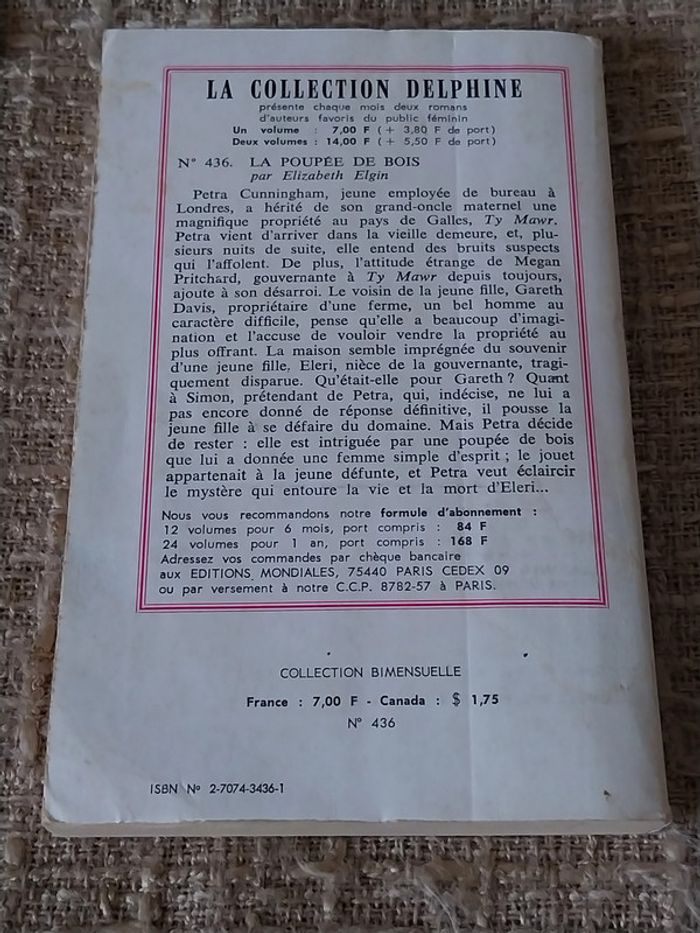 LA COLLECTION DELPHINE
présente chaque mois deux romans
d'auteurs favoris du public féminin
Un volume : 7,00 F (+ 3,80 F de port)
Deux volumes : 14,00 F (+ 5,50 F de port)
N° 436. LA POUPÉE DE BOIS
par Elizabeth Elgin
Petra Cunningham, jeune employée de bureau à
Londres, a hérité de son grand-oncle maternel une
magnifique propriété au pays de Galles, Ty Mawr.
Petra vient d'arriver dans la vieille demeure, et, plu-
sieurs nuits de suite, elle entend des bruits suspects
qui l'affolent. De plus, l'attitude étrange de Megan
Pritchard, gouvernante à Ty Mawr depuis toujours,
ajoute à son désarroi. Le voisin de la jeune fille, Gareth
Davis, propriétaire d'une ferme, un bel homme au
caractère difficile, pense qu'elle a beaucoup d'imagi-
nation et l'accuse de vouloir vendre la propriété au
plus offrant. La maison semble imprégnée du souvenir
d'une jeune fille, Eleri, nièce de la gouvernante, tragi-
quement disparue. Qu'était-elle pour Gareth ? Quant
à Simon, prétendant de Petra, qui, indécise, ne lui a
pas encore donné de réponse définitive, il pousse la
jeune fille à se défaire du domaine. Mais Petra décide
de rester : elle est intriguée par une poupée de bois
que lui a donnée une femme simple d'esprit ; le jouet
appartenait à la jeune défunte, et Petra veut éclaircir
le mystère qui entoure la vie et la mort d'Eleri...
Nous vous recommandons notre formule d'abonnement :
12 volumes pour 6 mois, port compris : 84 F
24 volumes pour 1 an, port compris : 168 F
Adressez vos commandes par chèque bancaire
aux EDITIONS MONDIALES, 75440 PARIS CEDEX 09
ou par versement à notre C.C.P. 8782-57 à PARIS.
COLLECTION BIMENSUELLE
France : 7,00 F - Canada : $ 1,75
N° 436
ISBN N° 2-7074-3436-1